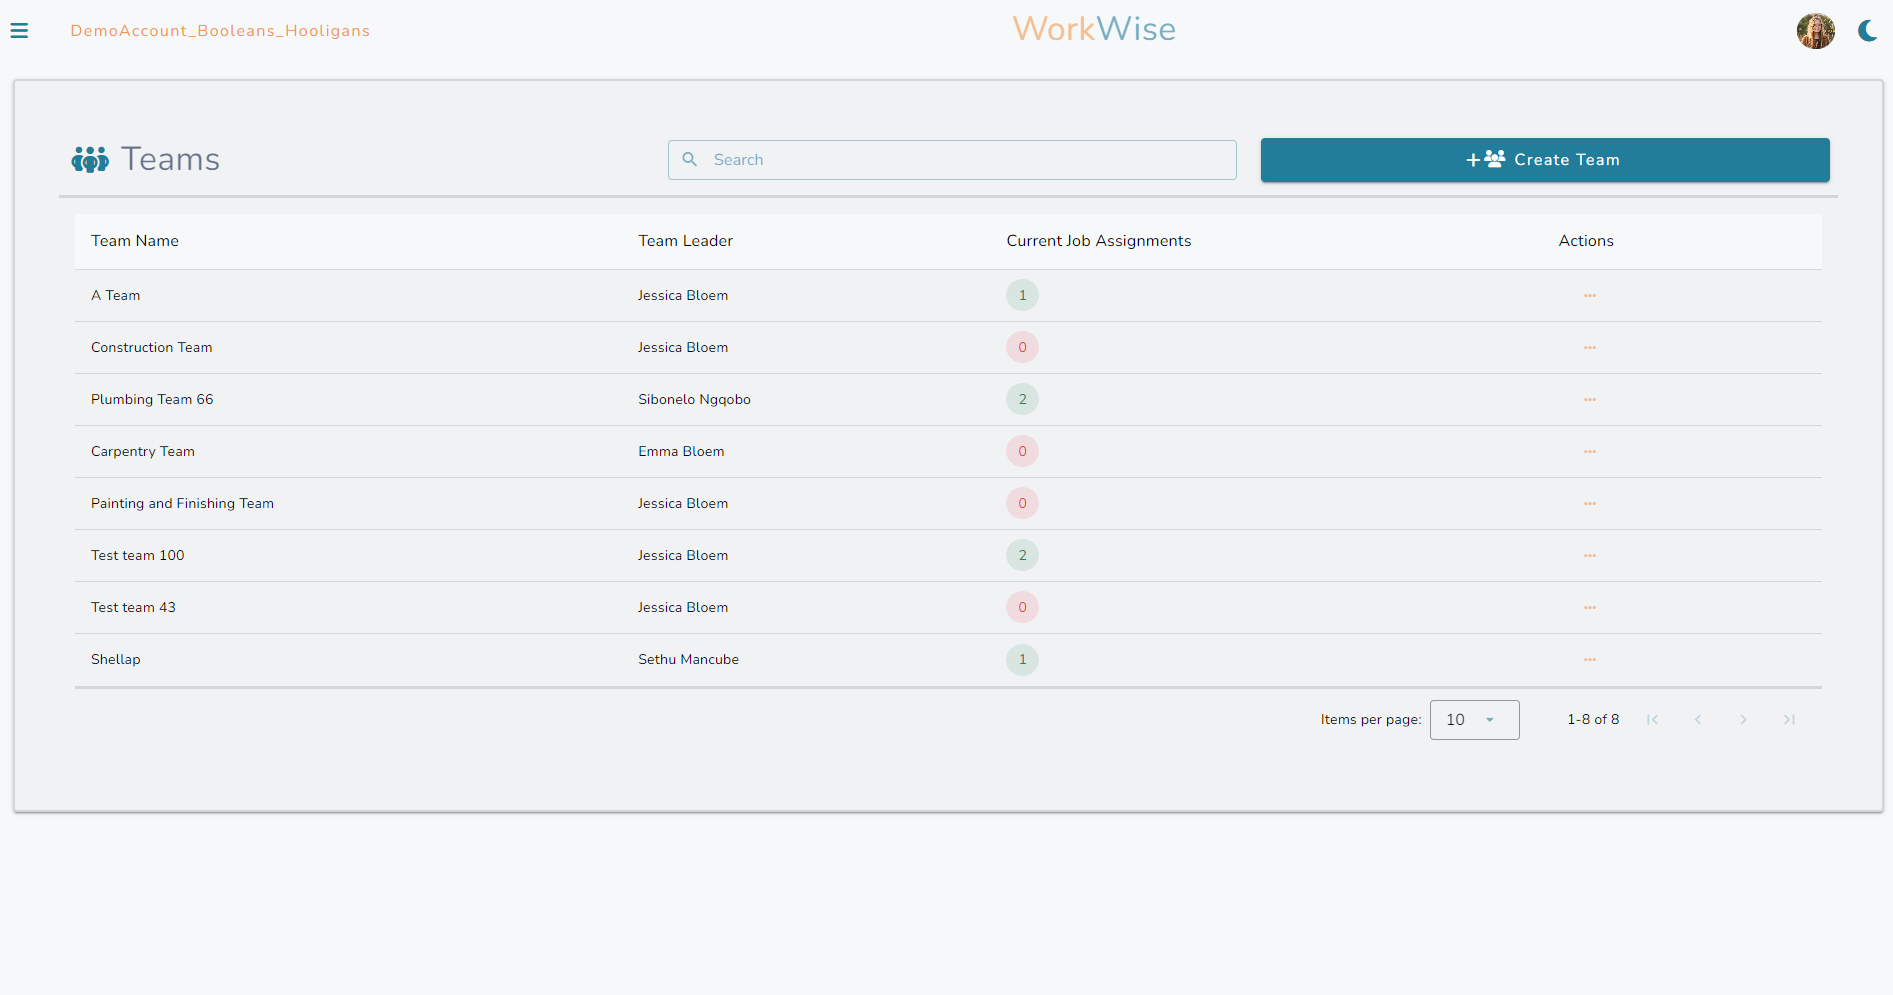 DemoAccount_Booleans_Hooligans
WorkWise
Teams
Search
Create Team
Team Name Team Leader Current Job Assignments Actions
A Team Jessica Bloem 1
Construction Team Jessica Bloem 0
Plumbing Team 66 Sibonelo Ngqobo 2
Carpentry Team Emma Bloem 0
Painting and Finishing Team Jessica Bloem 0
Test team 100 Jessica Bloem 2
Test team 43 Jessica Bloem 0
Shellap Sethu Mancube 1
Items per page: 10 1-8 of 8